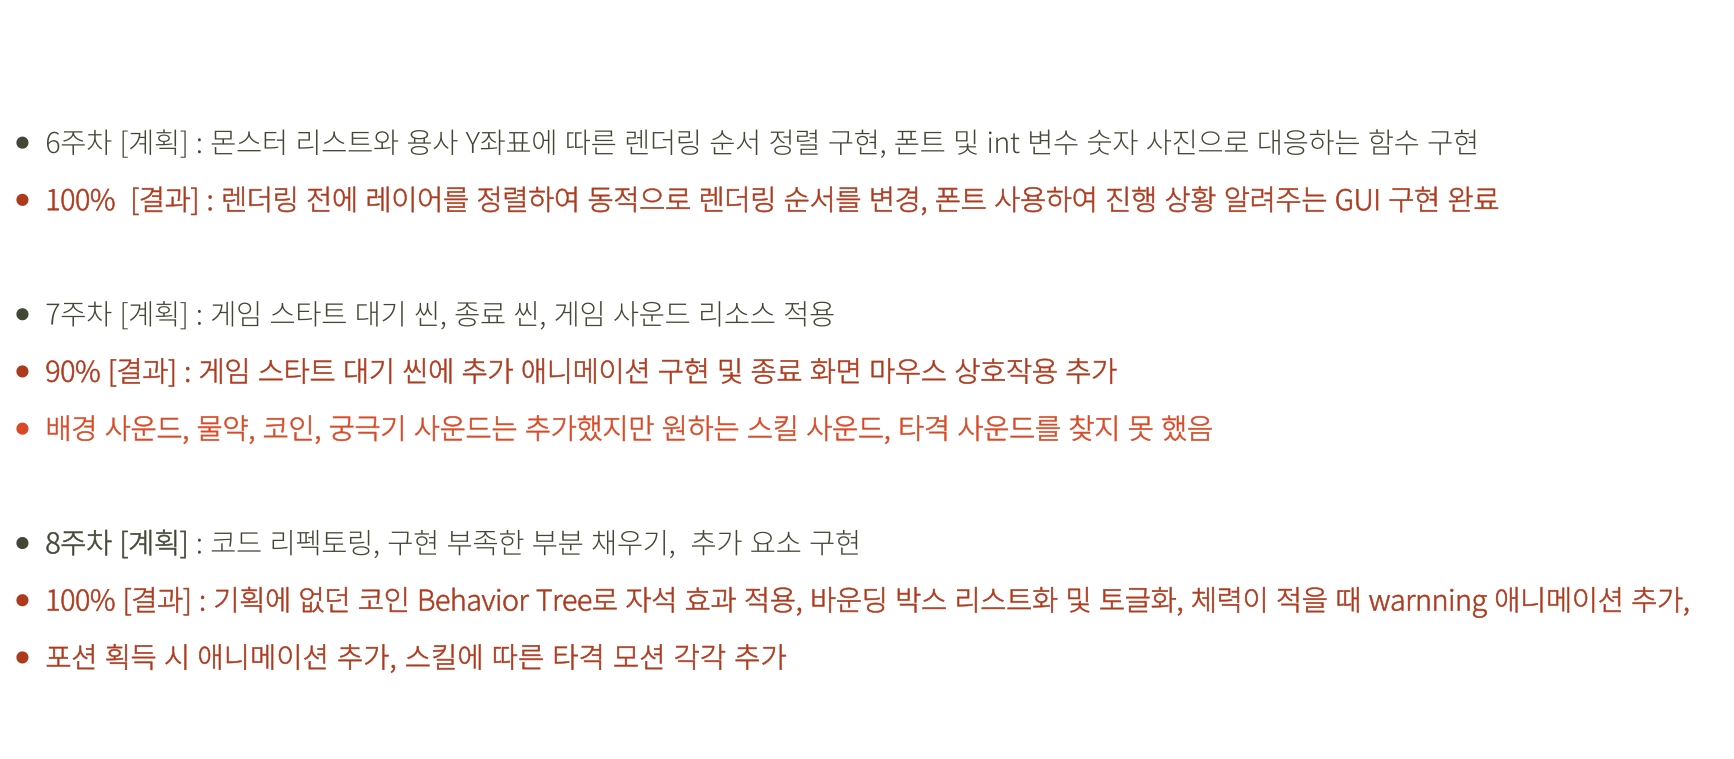 ● 6주차 [계획] : 몬스터 리스트와 용사 Y좌표에 따른 렌더링 순서 정렬 구현, 폰트 및 int 변수 숫자 사진으로 대응하는 함수 구현
● 100%  [결과] : 렌더링 전에 레이어를 정렬하여 동적으로 렌더링 순서를 변경, 폰트 사용하여 진행 상황 알려주는 GUI 구현 완료
● 7주차 [계획] : 게임 스타트 대기 씬, 종료 씬, 게임 사운드 리소스 적용
● 90% [결과] : 게임 스타트 대기 씬에 추가 애니메이션 구현 및 종료 화면 마우스 상호작용 추가
● 배경 사운드, 물약, 코인, 궁극기 사운드는 추가했지만 원하는 스킬 사운드, 타격 사운드를 찾지 못 했음
● 8주차 [계획] : 코드 리펙토링, 구현 부족한 부분 채우기,  추가 요소 구현
● 100% [결과] : 기획에 없던 코인 Behavior Tree로 자석 효과 적용, 바운딩 박스 리스트화 및 토글화, 체력이 적을 때 warnning 애니메이션 추가,
● 포션 획득 시 애니메이션 추가, 스킬에 따른 타격 모션 각각 추가